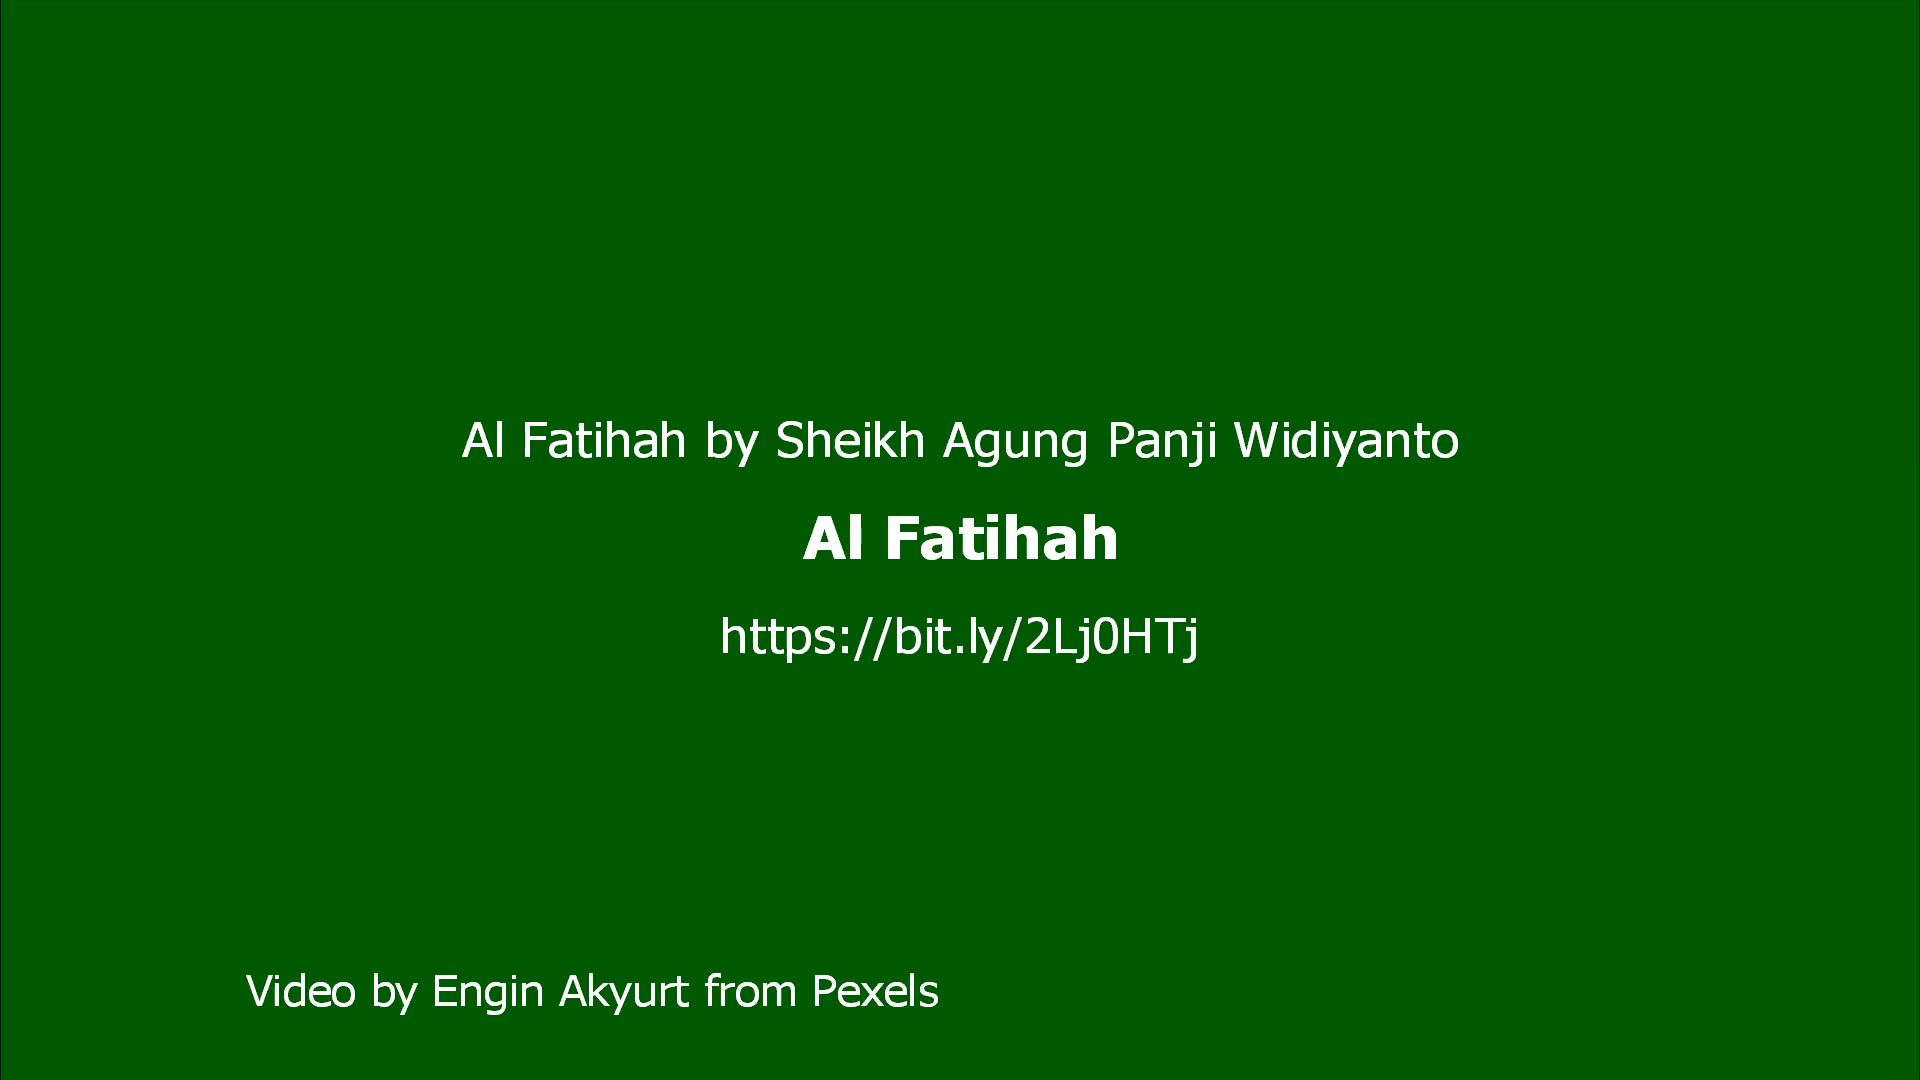 Al Fatihah by Sheikh Agung Panji Widiyanto
Al Fatihah
https://bit.ly/2Lj0HTj
Video by Engin Akyurt from Pexels